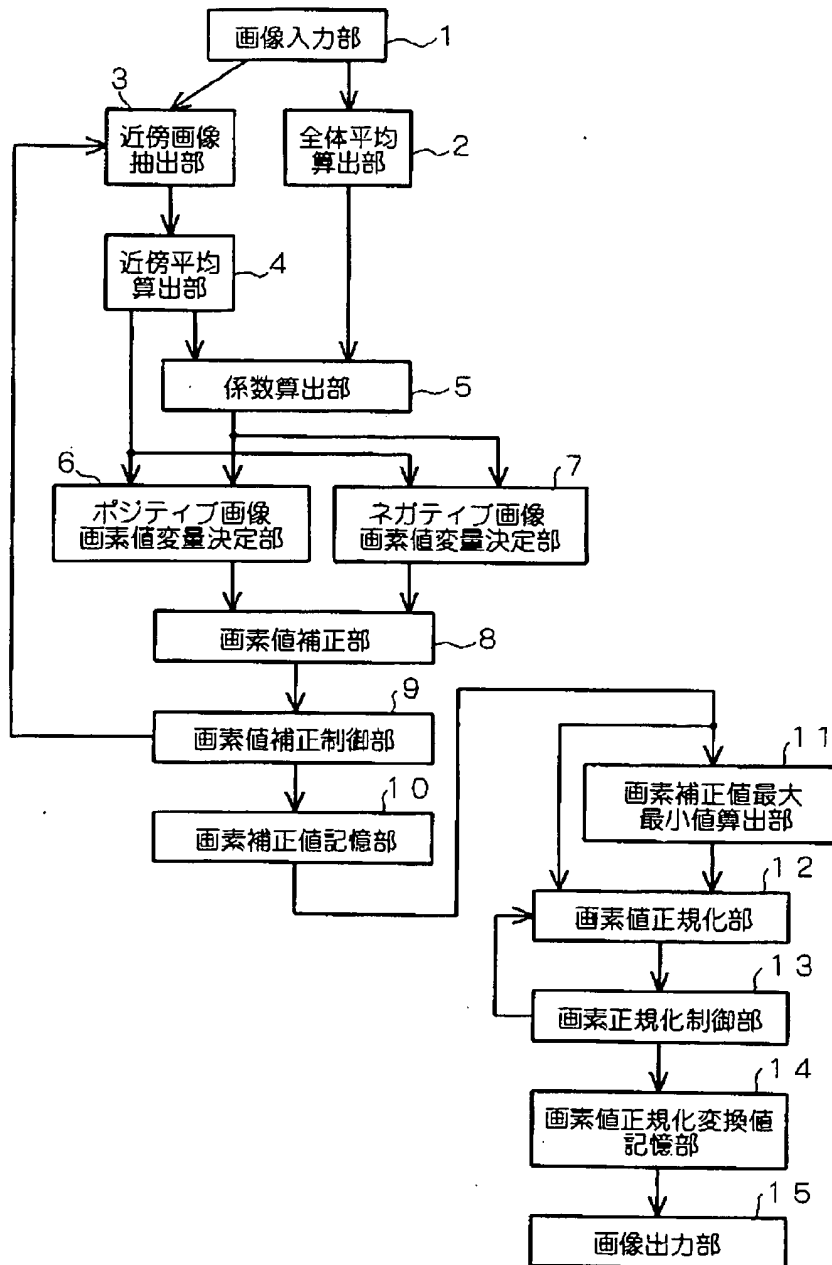 画像入力部
1
3
近傍画像
抽出部
全体平均
算出部
2
近傍平均
算出部
4
係数算出部
5
6
ポジティブ画像
画素値変量決定部
7
ネガティブ画像
画素値変量決定部
画素値補正部
8
9
画素値補正制御部
10
画素補正値記憶部
11
画素補正値最大
最小値算出部
12
画素値正規化部
13
画素正規化制御部
14
画素値正規化変換値
記憶部
15
画像出力部